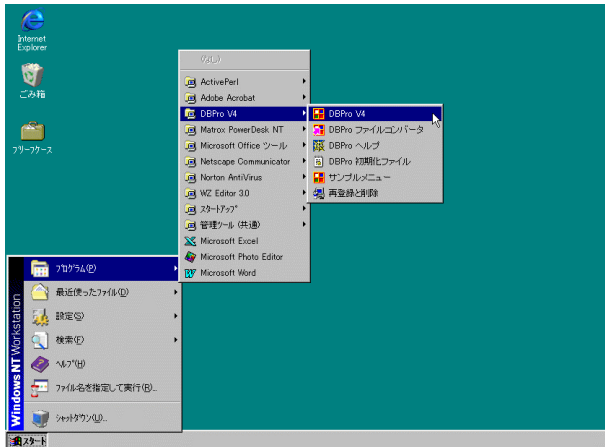 Internet
Explorer
ごみ箱
ブリーフケース
(なし)
ActivePerl
Adobe Acrobat
DBPro V4
Matrox PowerDesk NT
Microsoft Office ツール
Netscape Communicator
Norton AntiVirus
WZ Editor 3.0
スタートアップ
管理ツール (共通)
Microsoft Excel
Microsoft Photo Editor
Microsoft Word
DBPro V4
DBPro ファイルコンバータ
DBPro ヘルプ
DBPro 初期化ファイル
サンプルメニュー
再登録と削除
Windows NT Workstation
プログラム(P)
最近使ったファイル(D)
設定(S)
検索(F)
ヘルプ(H)
ファイル名を指定して実行(R)...
シャットダウン(U)...
スタート